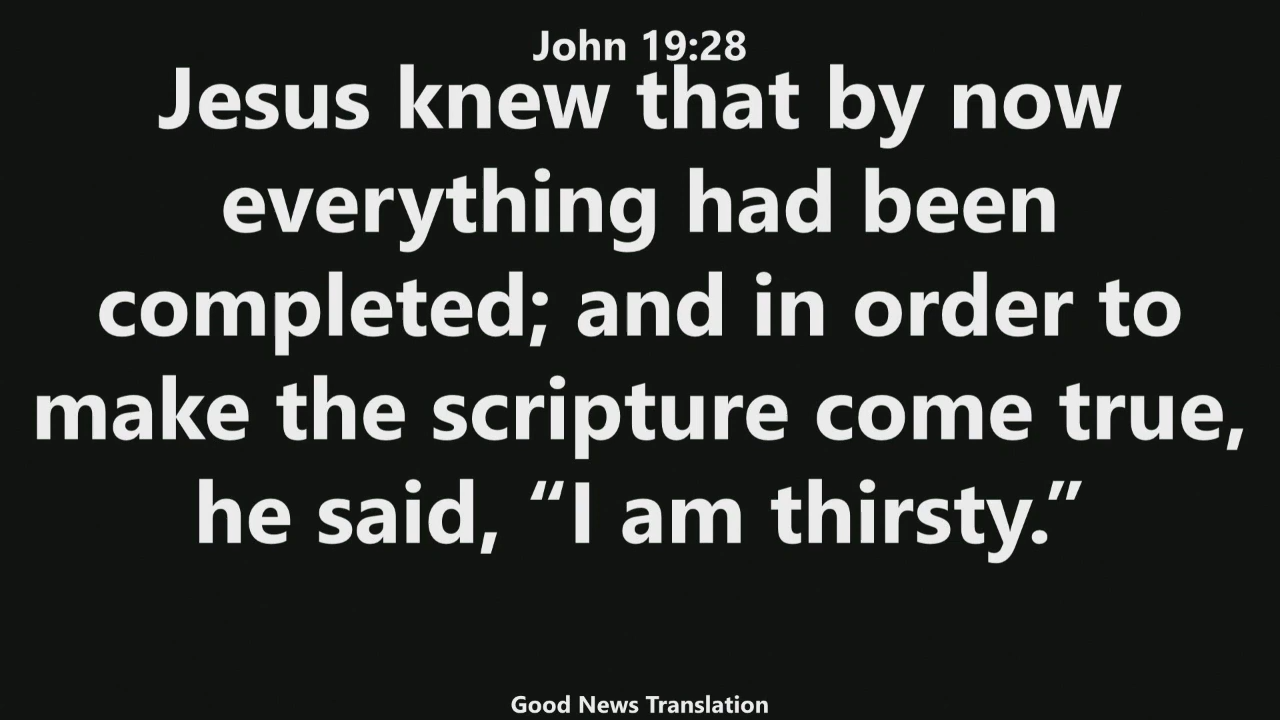 John 19:28
Jesus knew that by now
everything had been
completed; and in order to
make the scripture come true,
he said, “I am thirsty.”
Good News Translation